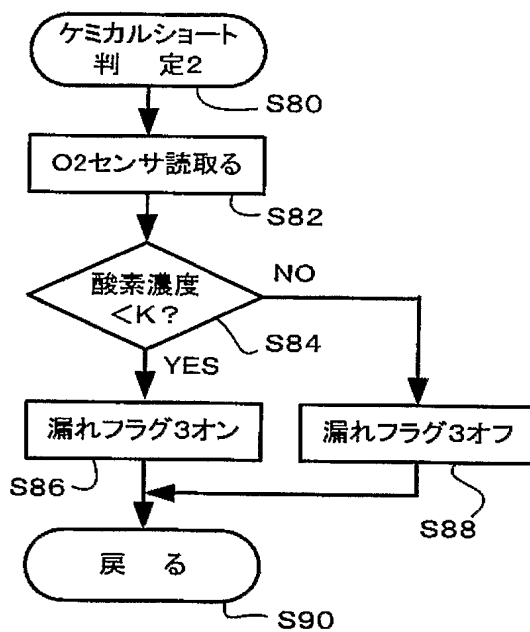 ケミカルショート
判 定2
S80
O2センサ読取る
S82
酸素濃度
<K?
NO
S84
YES
漏れフラグ3オン
漏れフラグ3オフ
S86
S88
戻 る
S90